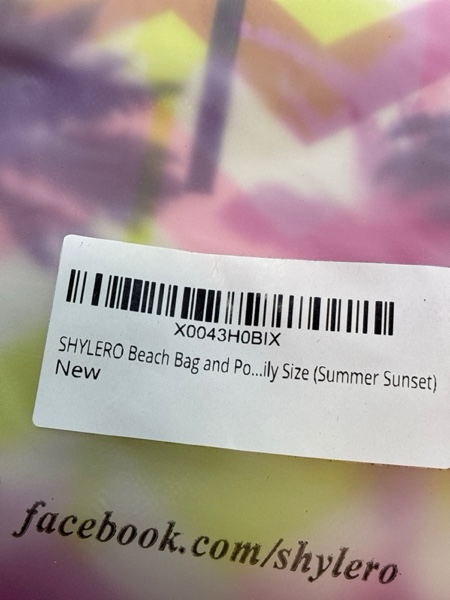 X0043H0BIX
SHYLERO Beach Bag and Po...ily Size (Summer Sunset)
New
facebook.com/shylero